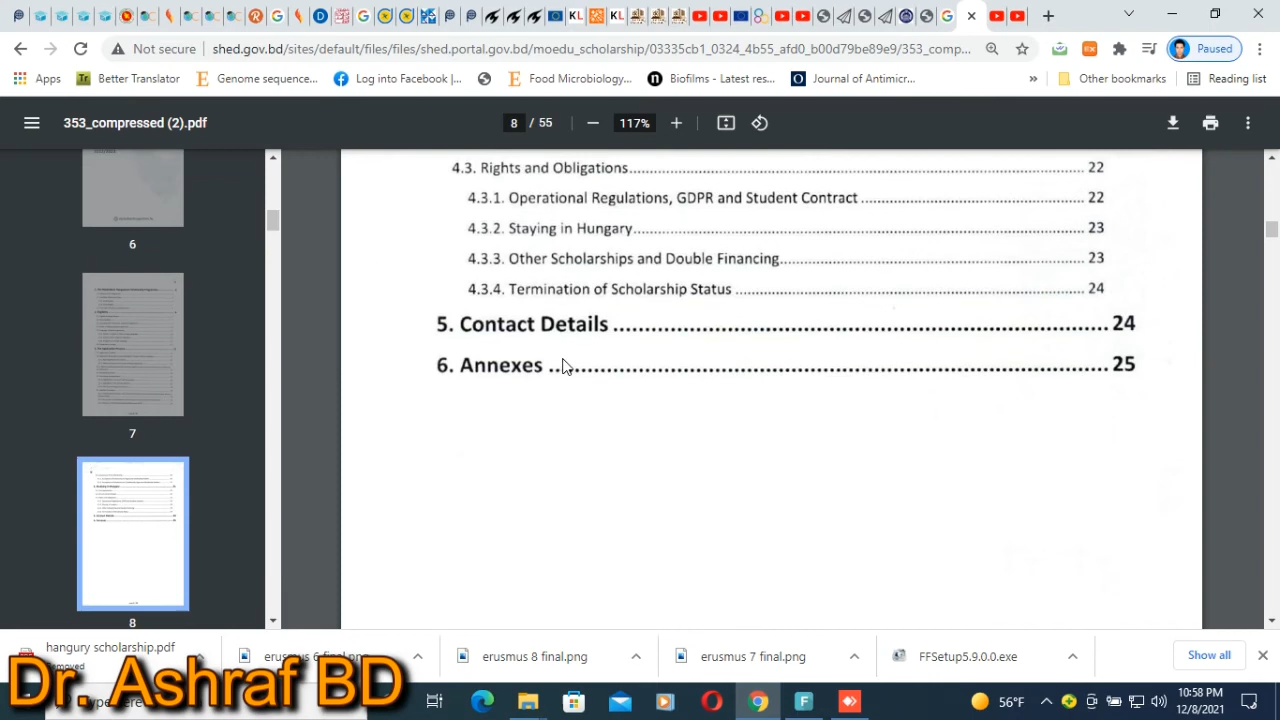 Not secure
shed.gov.bd/sites/default/files/files/shed.portal.gov.bd/moedu_scholarship/03335cb1_0324_4b55_afd0_b00d79be89e9/353_comp...
Paused
Apps
Better Translator
Genome sequence...
Log into Facebook |...
Food Microbiology...
Biofilms - Latest res...
Journal of Antimicr...
»
Other bookmarks
Reading list
353_compressed (2).pdf
8 / 55
117%
6
7
8
4.3. Rights and Obligations 22
4.3.1. Operational Regulations, GDPR and Student Contract 22
4.3.2. Staying in Hungary 23
4.3.3. Other Scholarships and Double Financing 23
4.3.4. Termination of Scholarship Status 24
5. Contact Details 24
6. Annexes 25
hangury scholarship.pdf
Removed
erusmus 6 final.png
erusmus 8 final.png
erusmus 7 final.png
FFSetup5.9.0.0.exe
Show all
Dr. Ashraf BD
56°F
10:58 PM
12/8/2021